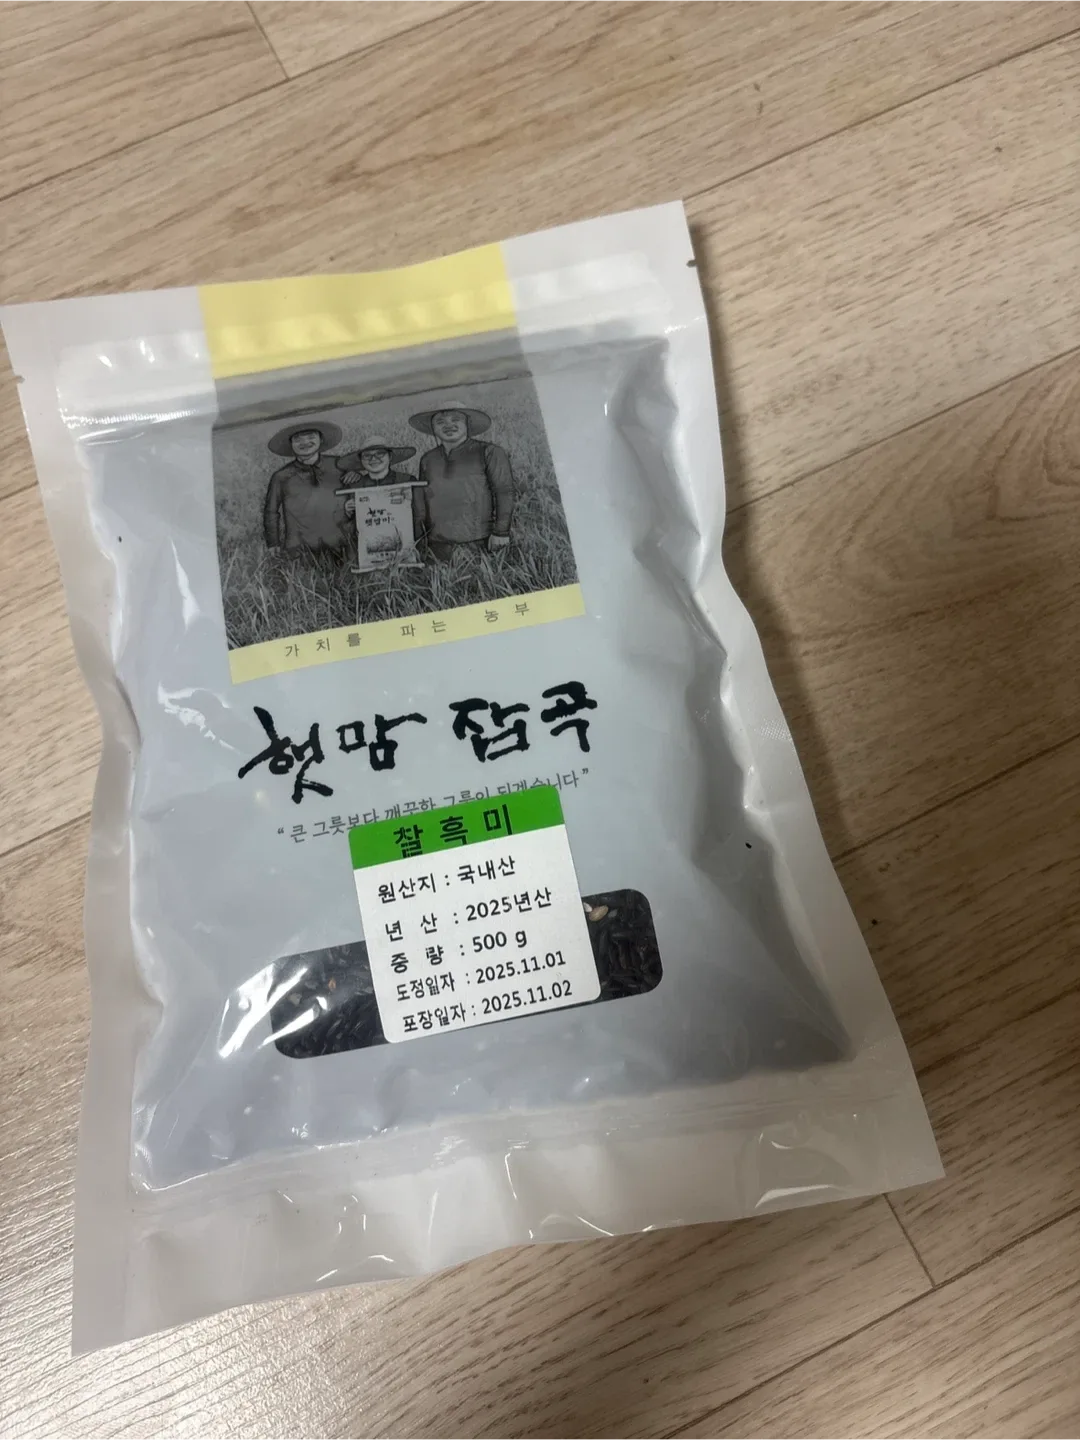 가치를 파는 농부
햇맘 잡곡
“ 큰 그릇보다 깨끗한 그릇이 되겠습니다 ”
찰흑미
원산지 : 국내산
년 산 : 2025년산
중 량 : 500 g
도정일자 : 2025.11.01
포장일자 : 2025.11.02